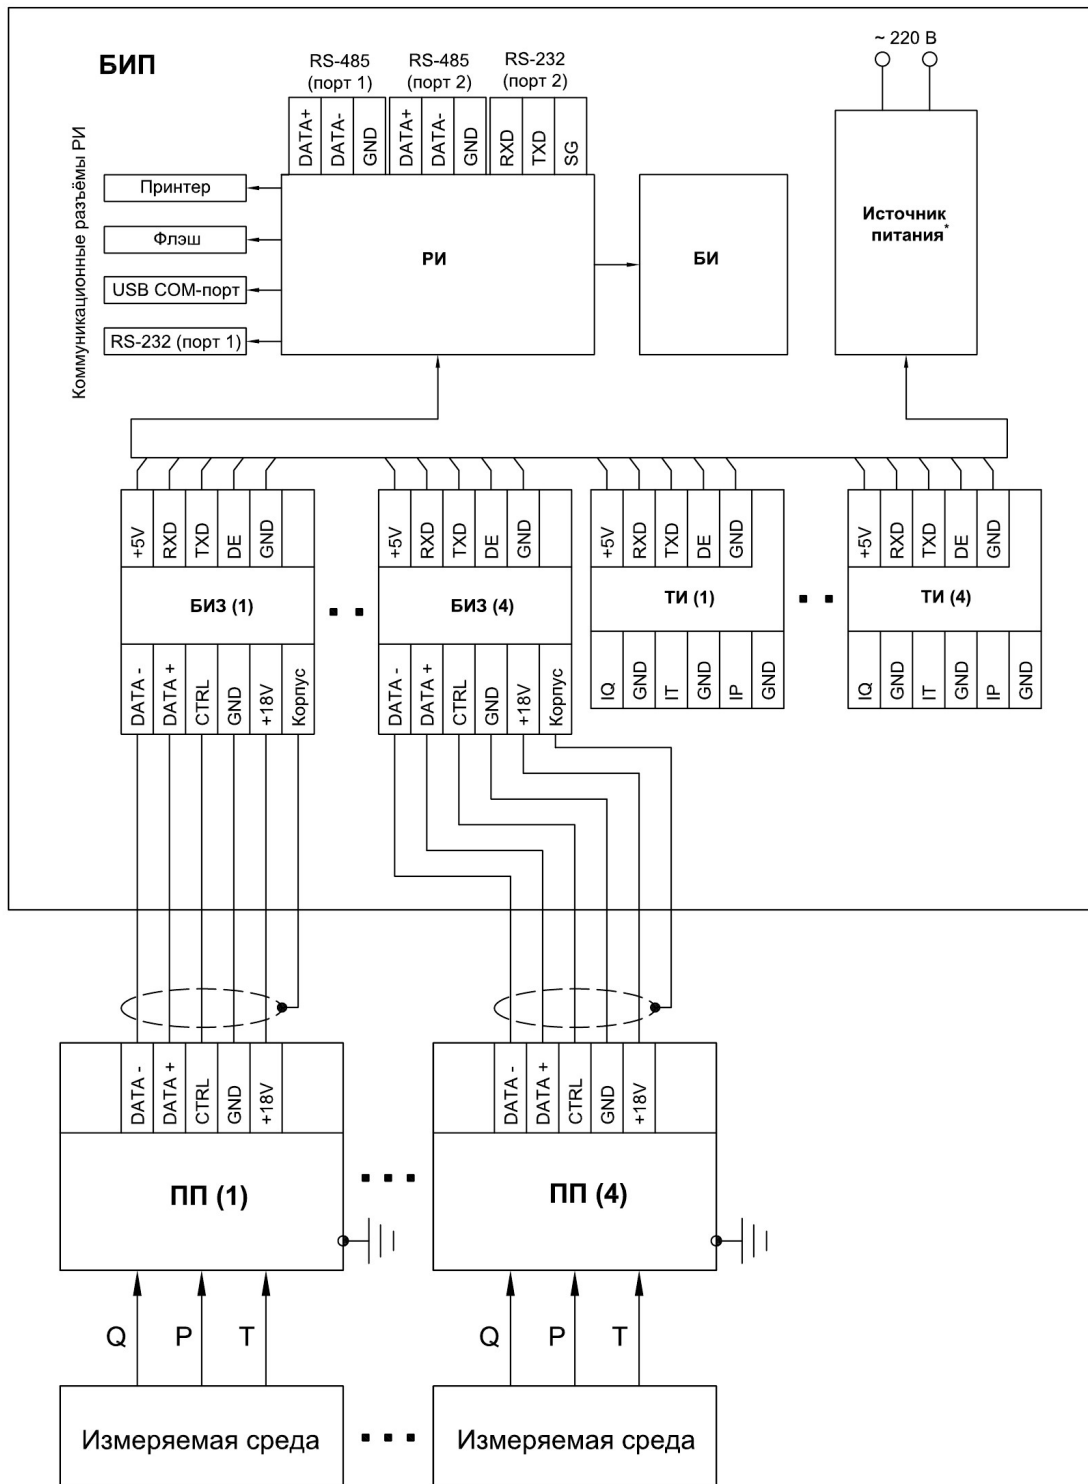 БИП
~ 220 В
RS-485 (порт 1)
RS-485 (порт 2)
RS-232 (порт 2)
DATA+
DATA-
GND
DATA+
DATA-
GND
RXD
TXD
SG
Коммуникационные разъёмы РИ
Принтер
Флэш
USB COM-порт
RS-232 (порт 1)
РИ
БИ
Источник
питания*
+5V
RXD
TXD
DE
GND
+5V
RXD
TXD
DE
GND
+5V
RXD
TXD
DE
GND
+5V
RXD
TXD
DE
GND
БИЗ (1)
БИЗ (4)
ТИ (1)
ТИ (4)
DATA -
DATA +
CTRL
GND
+18V
Корпус
DATA -
DATA +
CTRL
GND
+18V
Корпус
IQ
GND
IT
GND
IP
GND
IQ
GND
IT
GND
IP
GND
DATA -
DATA +
CTRL
GND
+18V
DATA -
DATA +
CTRL
GND
+18V
ПП (1)
ПП (4)
Q
P
T
Q
P
T
Измеряемая среда
Измеряемая среда